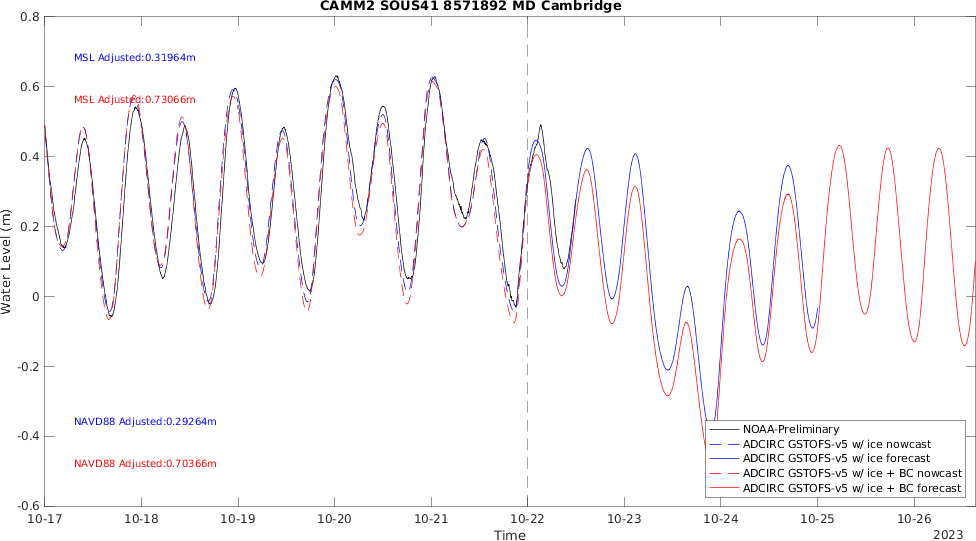 CAMM2 SOUS41 8571892 MD Cambridge
0.8
0.6
0.4
0.2
0
-0.2
-0.4
-0.6
Water Level (m)
MSL Adjusted:0.31964m
MSL Adjusted:0.73066m
NAVD88 Adjusted:0.29264m
NAVD88 Adjusted:0.70366m
NOAA-Preliminary
ADCIRC GSTOFS-v5 w/ ice nowcast
ADCIRC GSTOFS-v5 w/ ice forecast
ADCIRC GSTOFS-v5 w/ ice + BC nowcast
ADCIRC GSTOFS-v5 w/ ice + BC forecast
10-17 10-18 10-19 10-20 10-21 10-22 10-23 10-24 10-25 10-26
Time
2023